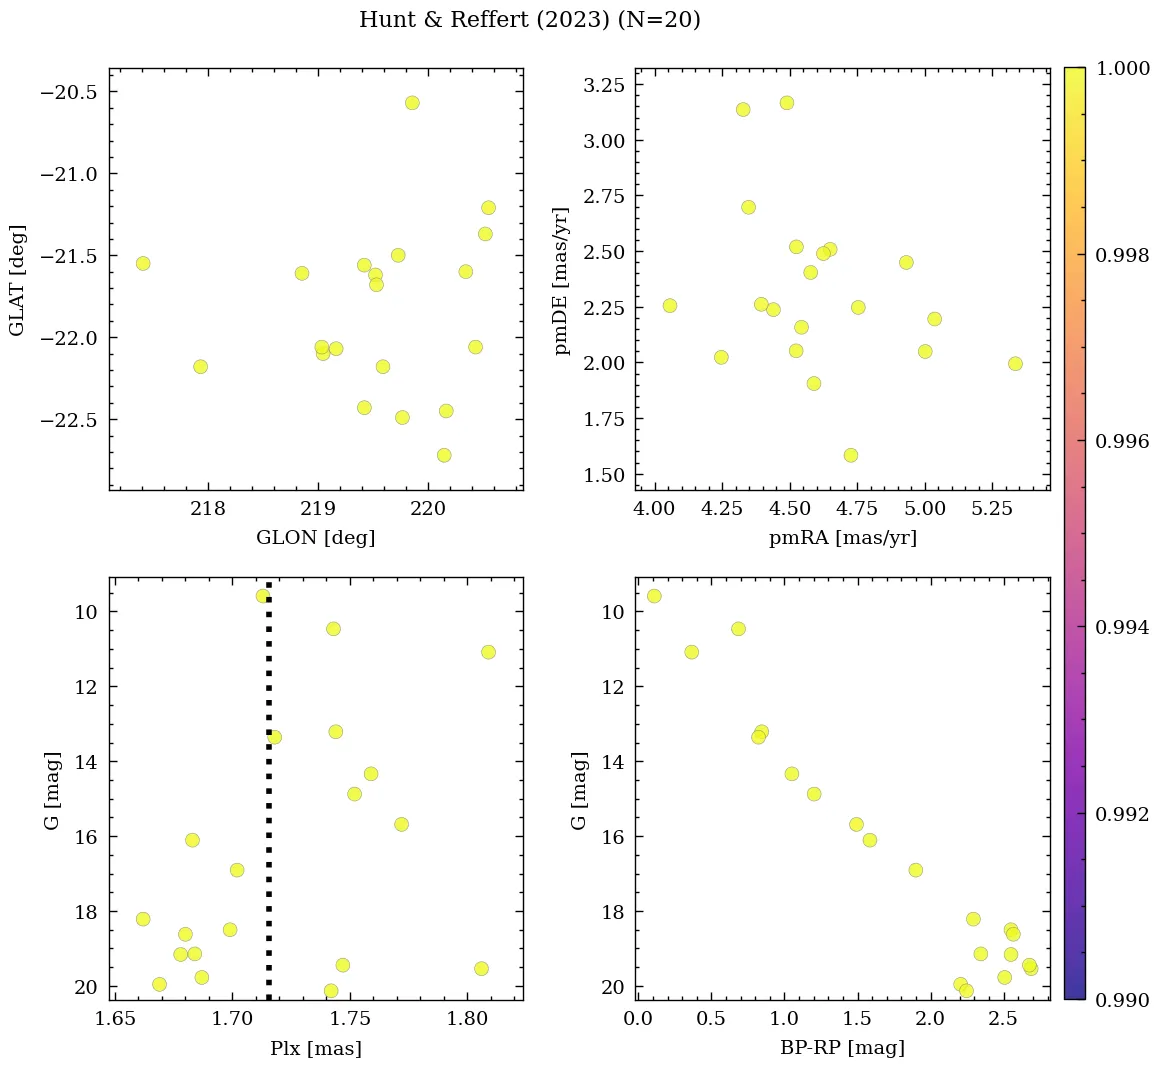 Hunt & Reffert (2023) (N=20)
−20.5
−21.0
−21.5
−22.0
−22.5
GLAT [deg]
218 219 220
GLON [deg]
3.25
3.00
2.75
2.50
2.25
2.00
1.75
1.50
pmDE [mas/yr]
4.00 4.25 4.50 4.75 5.00 5.25
pmRA [mas/yr]
10
12
14
16
18
20
G [mag]
1.65 1.70 1.75 1.80
Plx [mas]
10
12
14
16
18
20
G [mag]
0.0 0.5 1.0 1.5 2.0 2.5
BP-RP [mag]
1.000
0.998
0.996
0.994
0.992
0.990